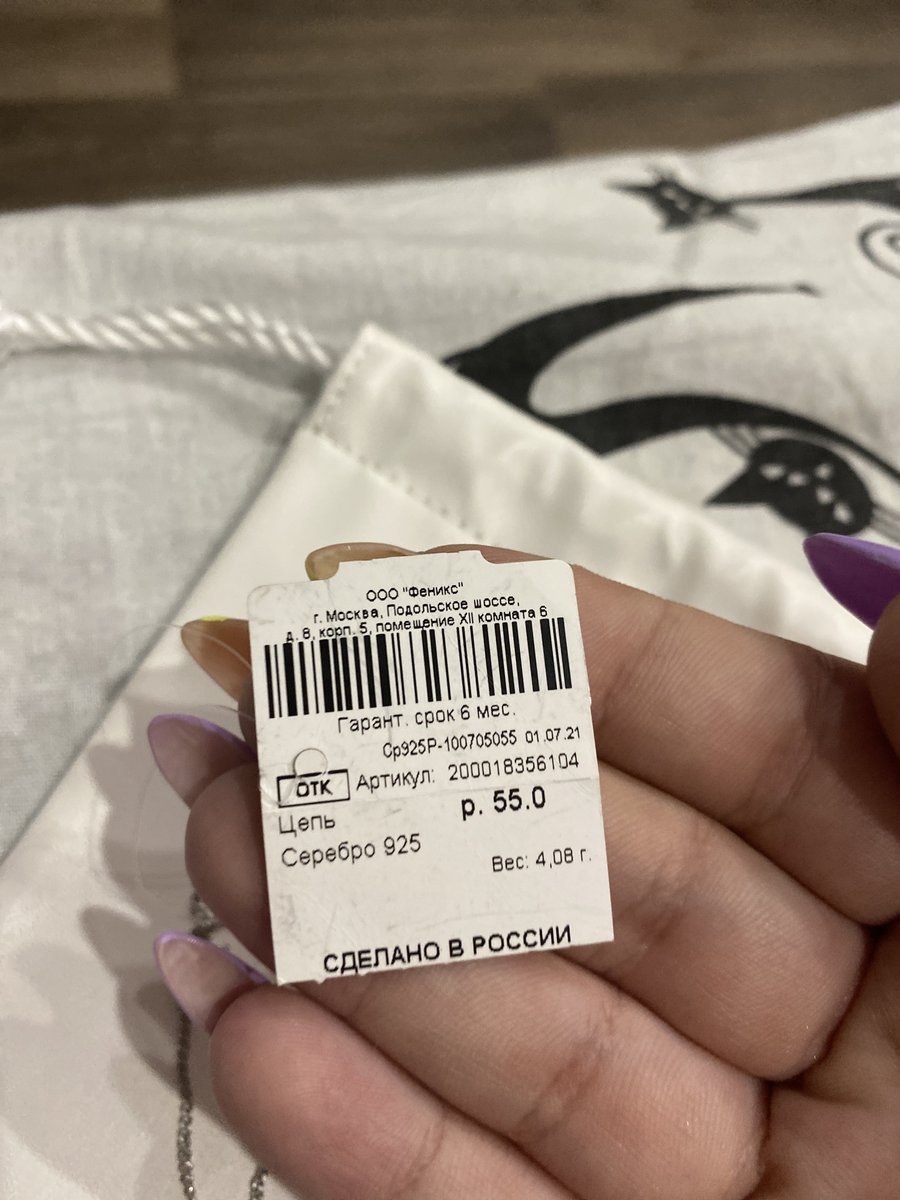 ООО "Феникс"
г. Москва, Подольское шоссе,
д. 8, корп. 5, помещение XII комната 6
Гарант. срок 6 мес.
Ср925Р-100705055 01.07.21
ОТК Артикул: 200018356104
Цепь р. 55.0
Серебро 925
Вес: 4,08 г.
СДЕЛАНО В РОССИИ